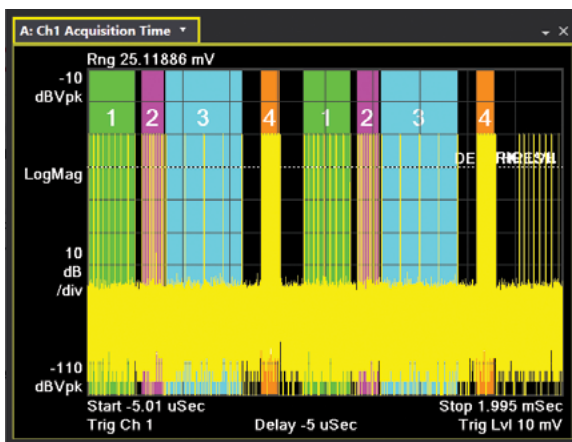 A: Ch1 Acquisition Time
Rng 25.11886 mV
-10
dBVpk
1 2 3 4 1 2 3 4
LogMag
10
dB
/div
-110
dBVpk
Start -5.01 uSec Stop 1.995 mSec
Trig Ch 1 Delay -5 uSec Trig Lvl 10 mV